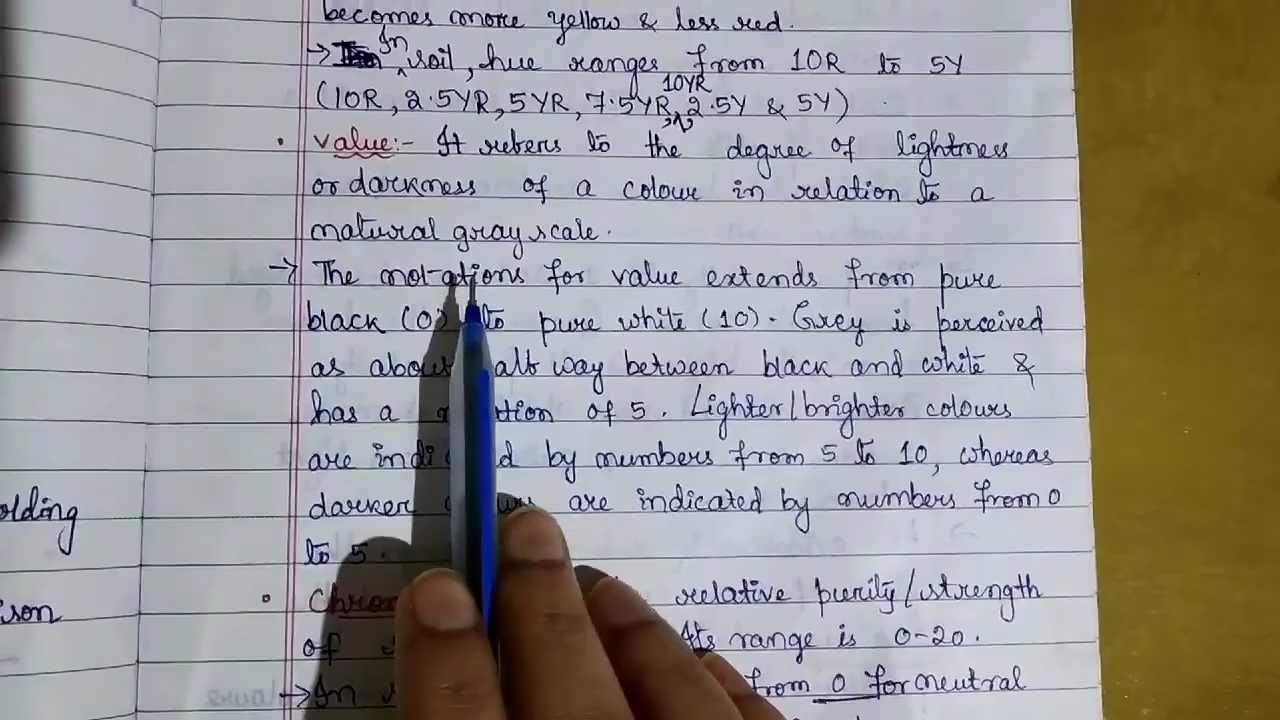 becomes more yellow & less red.
→ In soil, hue ranges from 10R to 5Y
(10R, 2.5YR, 5YR, 7.5YR, 10YR, 2.5Y & 5Y)
• Value:- It refers to the degree of lightness
or darkness of a colour in relation to a
natural gray scale.
→ The notations for value extends from pure
black (0) to pure white (10). Grey is perceived
as about way between black and white &
has a of 5. Lighter/brighter colours
are by numbers from 5 to 10, whereas
darker are indicated by numbers from 0
to 5.
• relative purity/strength
of Its range is 0-20.
→ In from 0 for neutral
olding
ison